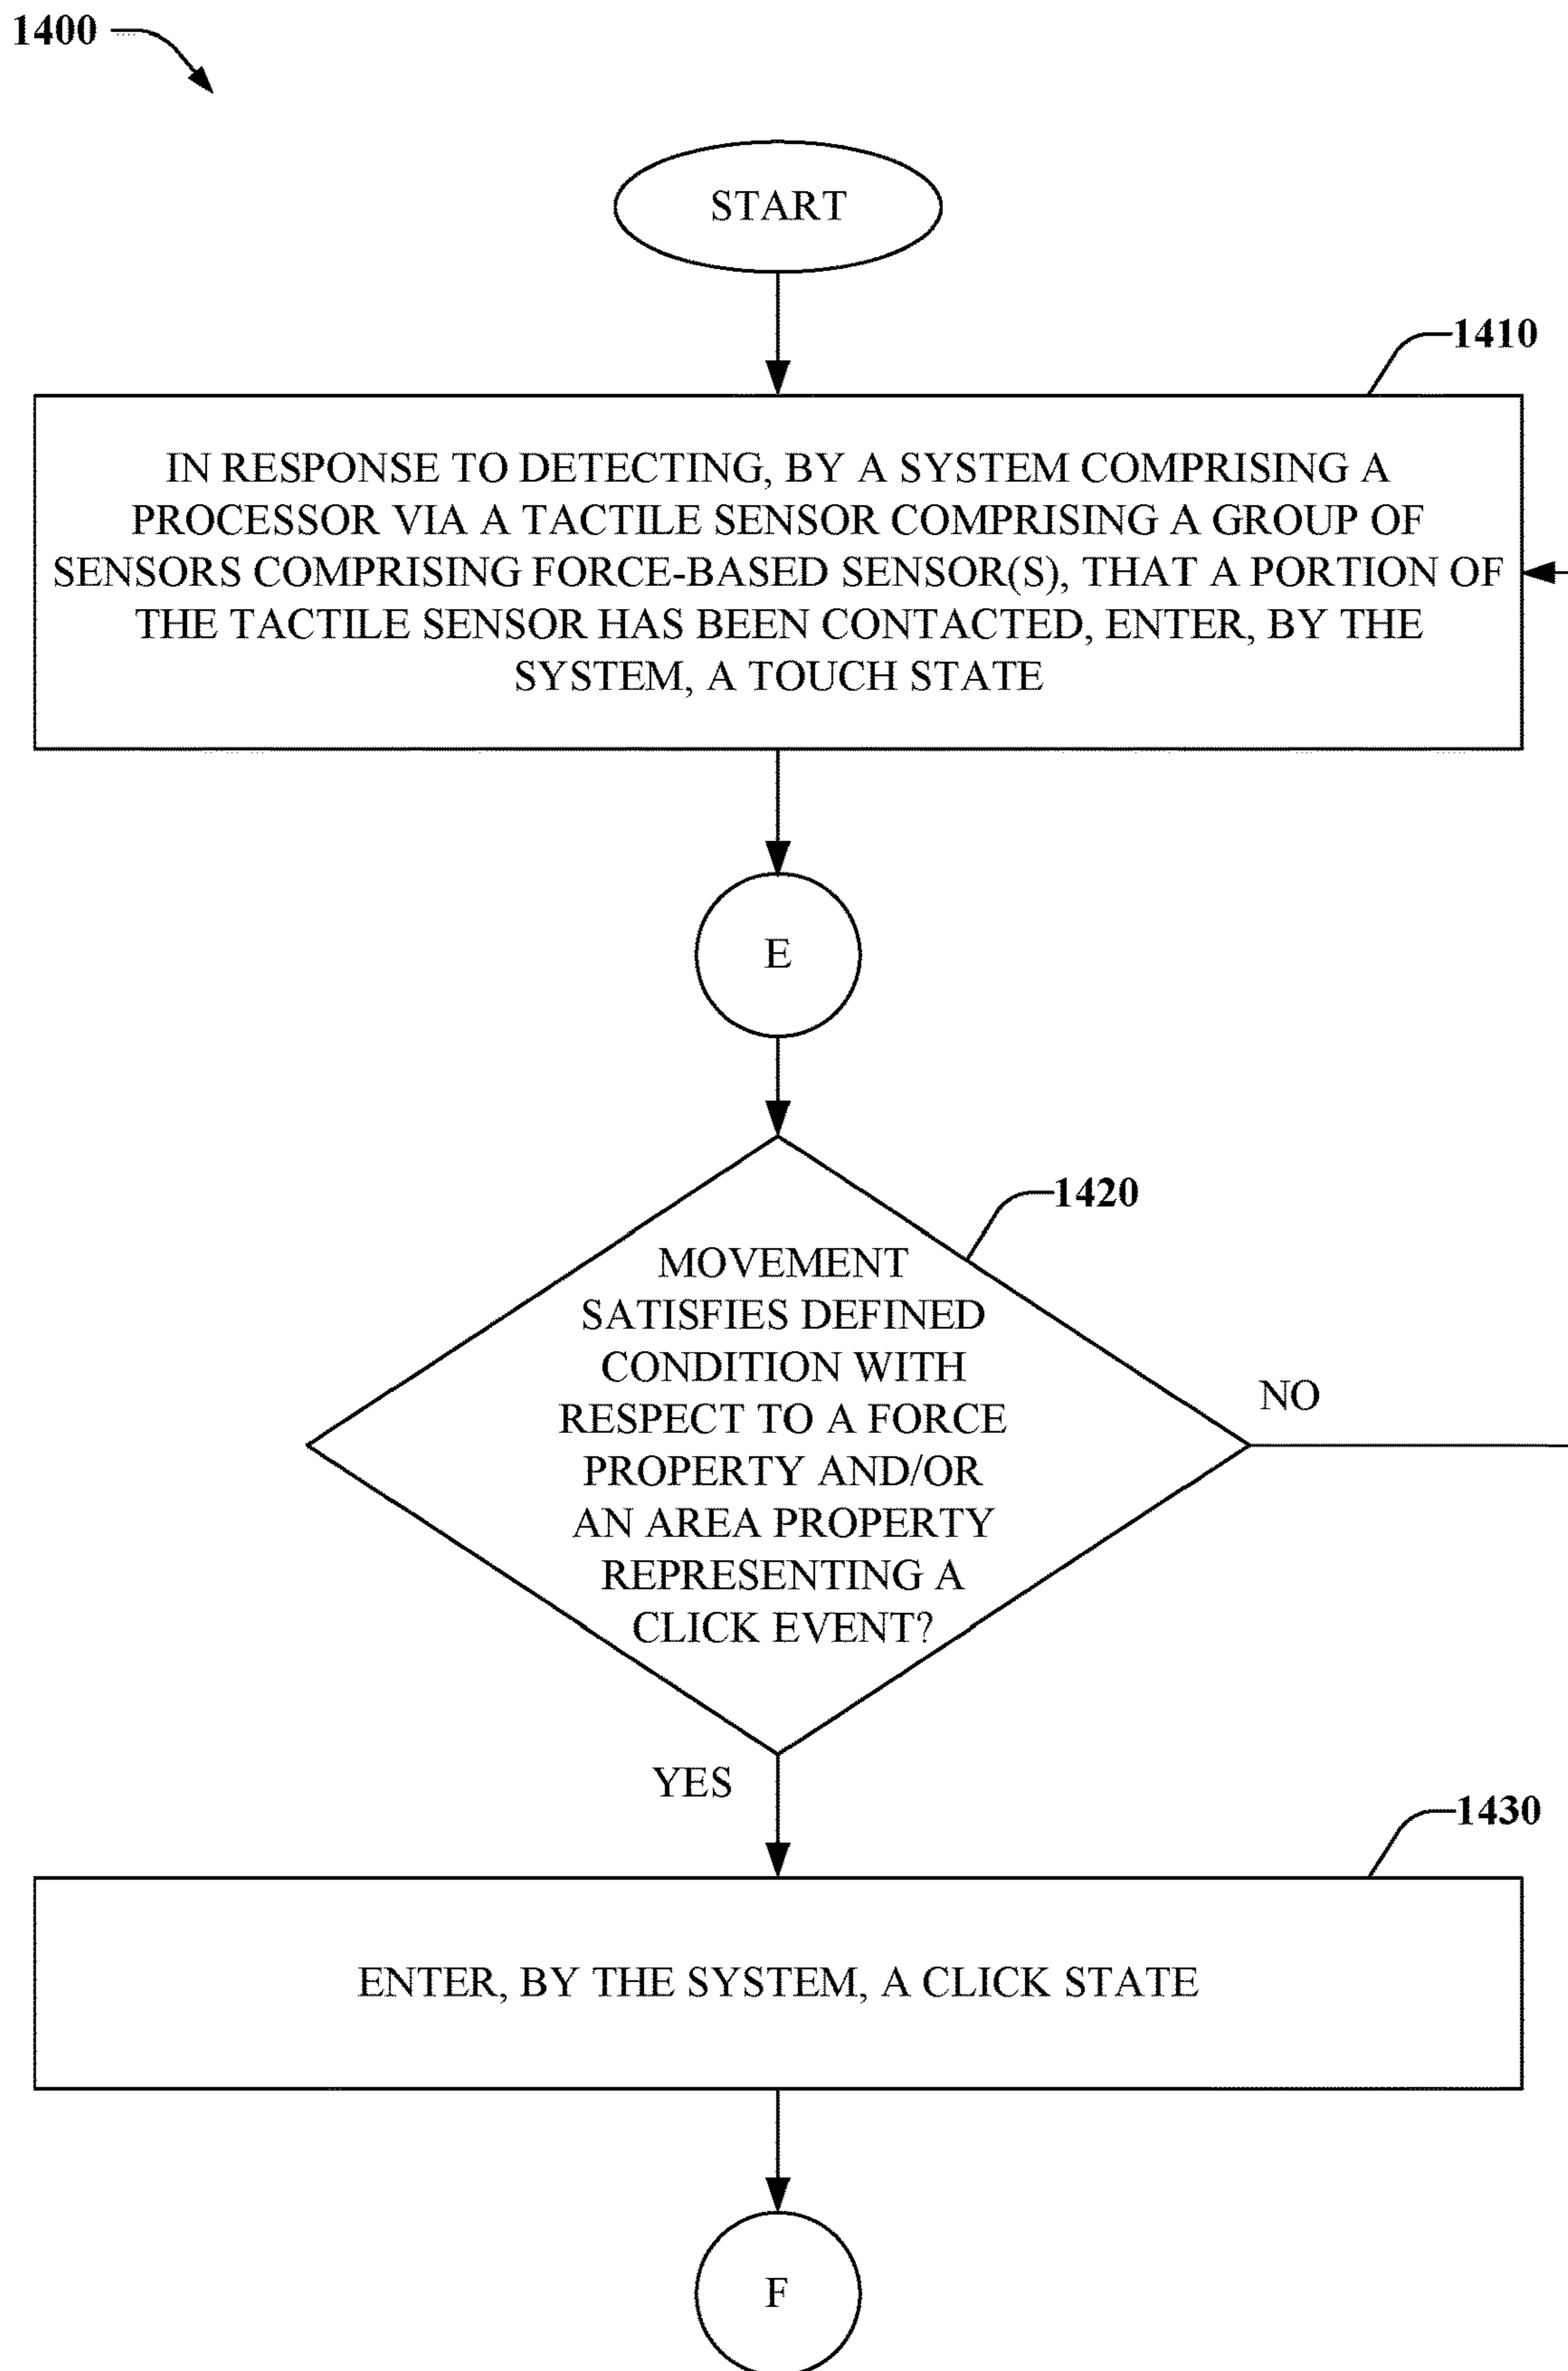 1400
START
1410
IN RESPONSE TO DETECTING, BY A SYSTEM COMPRISING A
PROCESSOR VIA A TACTILE SENSOR COMPRISING A GROUP OF
SENSORS COMPRISING FORCE-BASED SENSOR(S), THAT A PORTION OF
THE TACTILE SENSOR HAS BEEN CONTACTED, ENTER, BY THE
SYSTEM, A TOUCH STATE
E
1420
MOVEMENT
SATISFIES DEFINED
CONDITION WITH
RESPECT TO A FORCE
PROPERTY AND/OR
AN AREA PROPERTY
REPRESENTING A
CLICK EVENT?
NO
YES
1430
ENTER, BY THE SYSTEM, A CLICK STATE
F